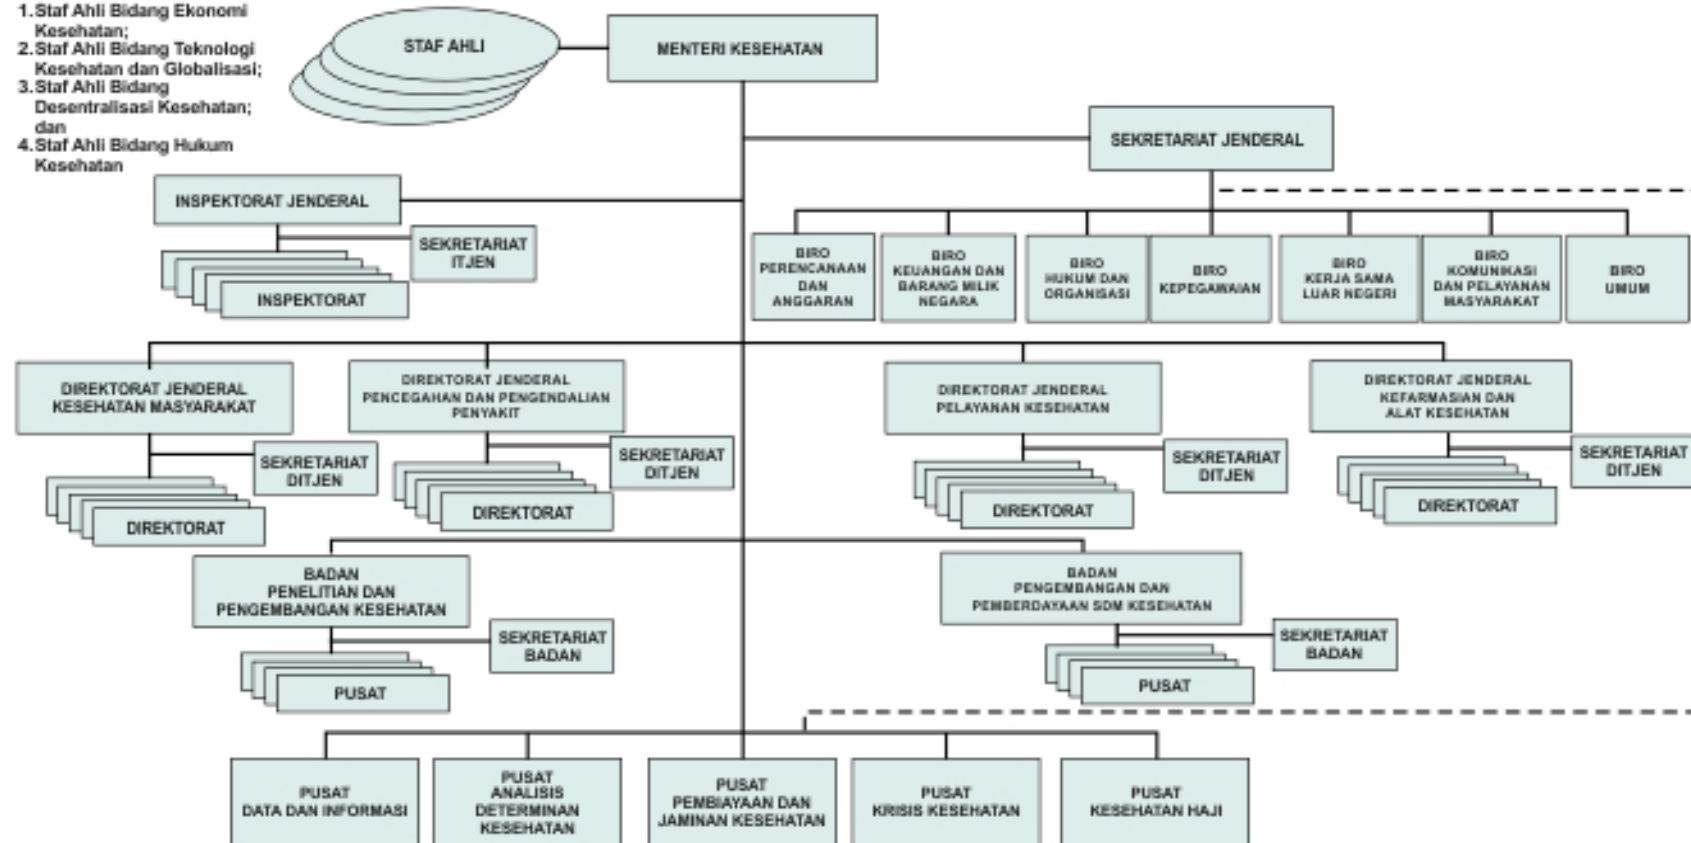 1.Staf Ahli Bidang Ekonomi
Kesehatan;
2.Staf Ahli Bidang Teknologi
Kesehatan dan Globalisasi;
3.Staf Ahli Bidang
Desentralisasi Kesehatan;
dan
4.Staf Ahli Bidang Hukum
Kesehatan
STAF AHLI
MENTERI KESEHATAN
SEKRETARIAT JENDERAL
INSPEKTORAT JENDERAL
SEKRETARIAT
ITJEN
INSPEKTORAT
BIRO
PERENCANAAN
DAN
ANGGARAN
BIRO
KEUANGAN DAN
BARANG MILIK
NEGARA
BIRO
HUKUM DAN
ORGANISASI
BIRO
KEPEGAWAIAN
BIRO
KERJA SAMA
LUAR NEGERI
BIRO
KOMUNIKASI
DAN PELAYANAN
MASYARAKAT
BIRO
UMUM
DIREKTORAT JENDERAL
KESEHATAN MASYARAKAT
SEKRETARIAT
DITJEN
DIREKTORAT
DIREKTORAT JENDERAL
PENCEGAHAN DAN PENGENDALIAN
PENYAKIT
SEKRETARIAT
DITJEN
DIREKTORAT
DIREKTORAT JENDERAL
PELAYANAN KESEHATAN
SEKRETARIAT
DITJEN
DIREKTORAT
DIREKTORAT JENDERAL
KEFARMASIAN DAN
ALAT KESEHATAN
SEKRETARIAT
DITJEN
DIREKTORAT
BADAN
PENELITIAN DAN
PENGEMBANGAN KESEHATAN
SEKRETARIAT
BADAN
PUSAT
BADAN
PENGEMBANGAN DAN
PEMBERDAYAAN SDM KESEHATAN
SEKRETARIAT
BADAN
PUSAT
PUSAT
DATA DAN INFORMASI
PUSAT
ANALISIS
DETERMINAN
KESEHATAN
PUSAT
PEMBIAYAAN DAN
JAMINAN KESEHATAN
PUSAT
KRISIS KESEHATAN
PUSAT
KESEHATAN HAJI